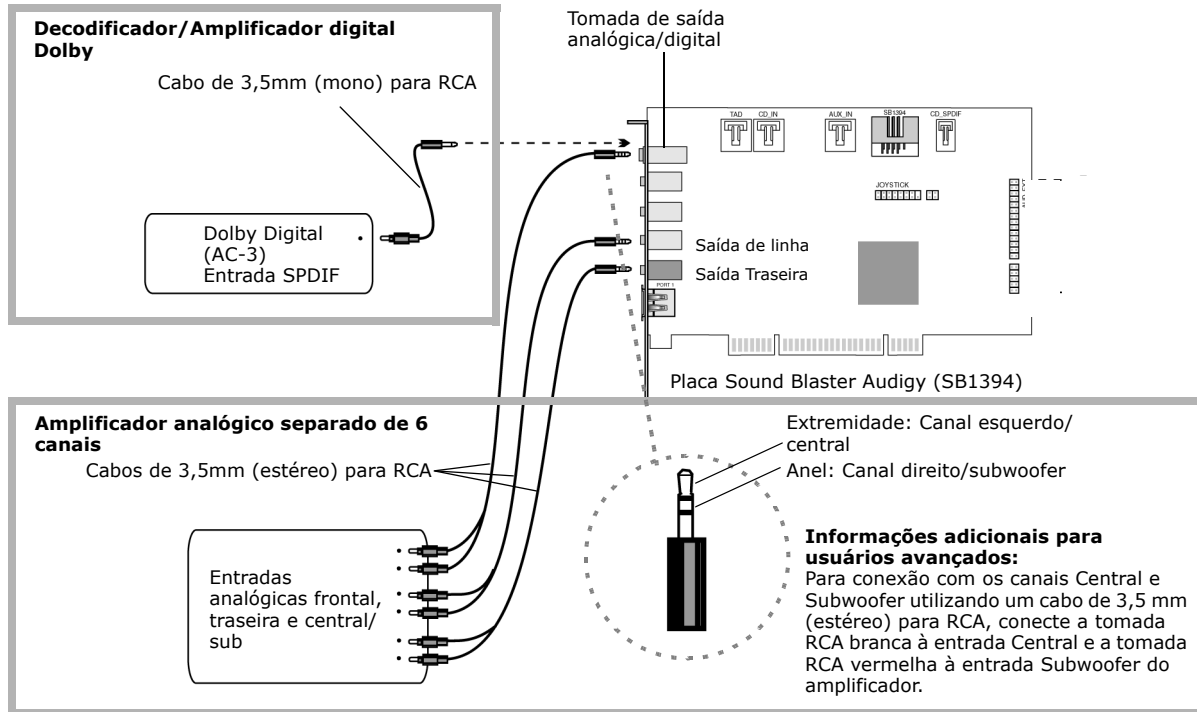 Decodificador/Amplificador digital
Dolby
Cabo de 3,5mm (mono) para RCA
Dolby Digital
(AC-3)
Entrada SPDIF
Tomada de saída
analógica/digital
TAD
CD_IN
AUX_IN
SB1394
CD_SPDIF
JOYSTICK
Saída de linha
Saída Traseira
PORT 1
Placa Sound Blaster Audigy (SB1394)
Amplificador analógico separado de 6
canais
Cabos de 3,5mm (estéreo) para RCA
Entradas
analógicas frontal,
traseira e central/
sub
Extremidade: Canal esquerdo/
central
Anel: Canal direito/subwoofer
Informações adicionais para
usuários avançados:
Para conexão com os canais Central e
Subwoofer utilizando um cabo de 3,5 mm
(estéreo) para RCA, conecte a tomada
RCA branca à entrada Central e a tomada
RCA vermelha à entrada Subwoofer do
amplificador.